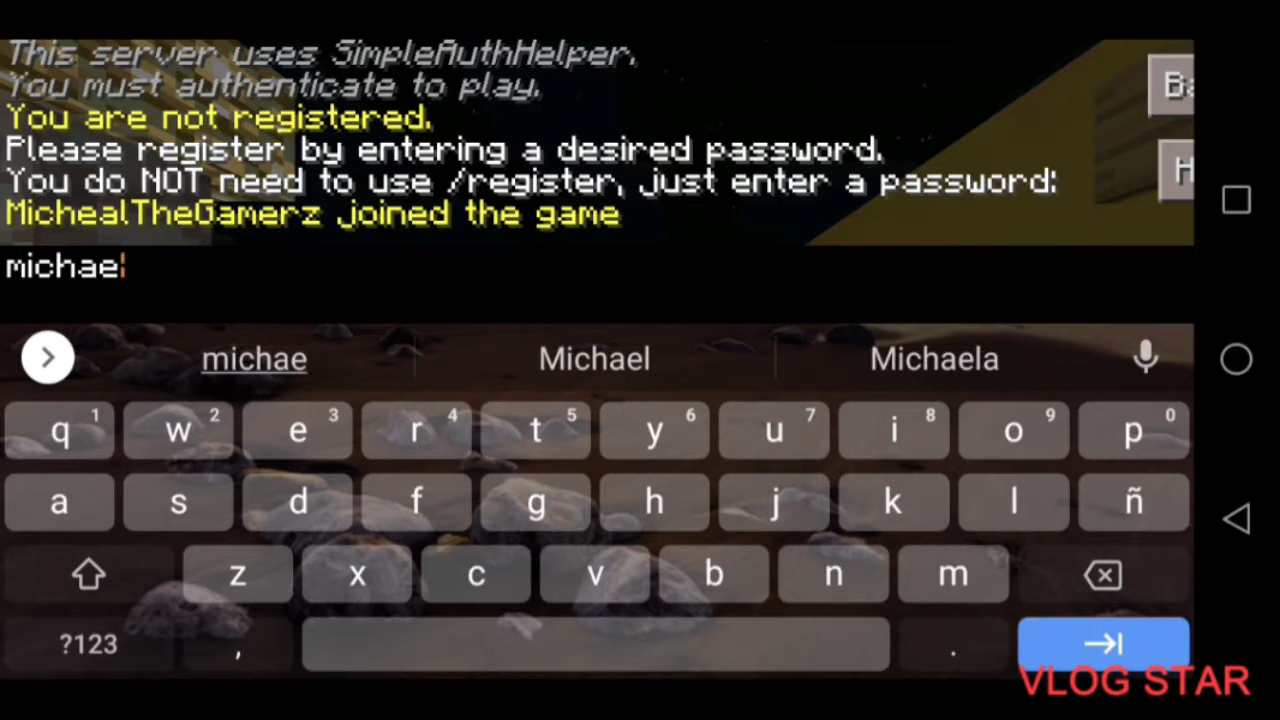 This server uses SimpleAuthHelper.
You must authenticate to play.
You are not registered.
Please register by entering a desired password.
You do NOT need to use /register, just enter a password:
MichealTheGamerz joined the game
Ba
H
michae
michae Michael Michaela
q 1 w 2 e 3 r 4 t 5 y 6 u 7 i 8 o 9 p 0
a s d f g h j k l ñ
z x c v b n m
?123 , .
VLOG STAR